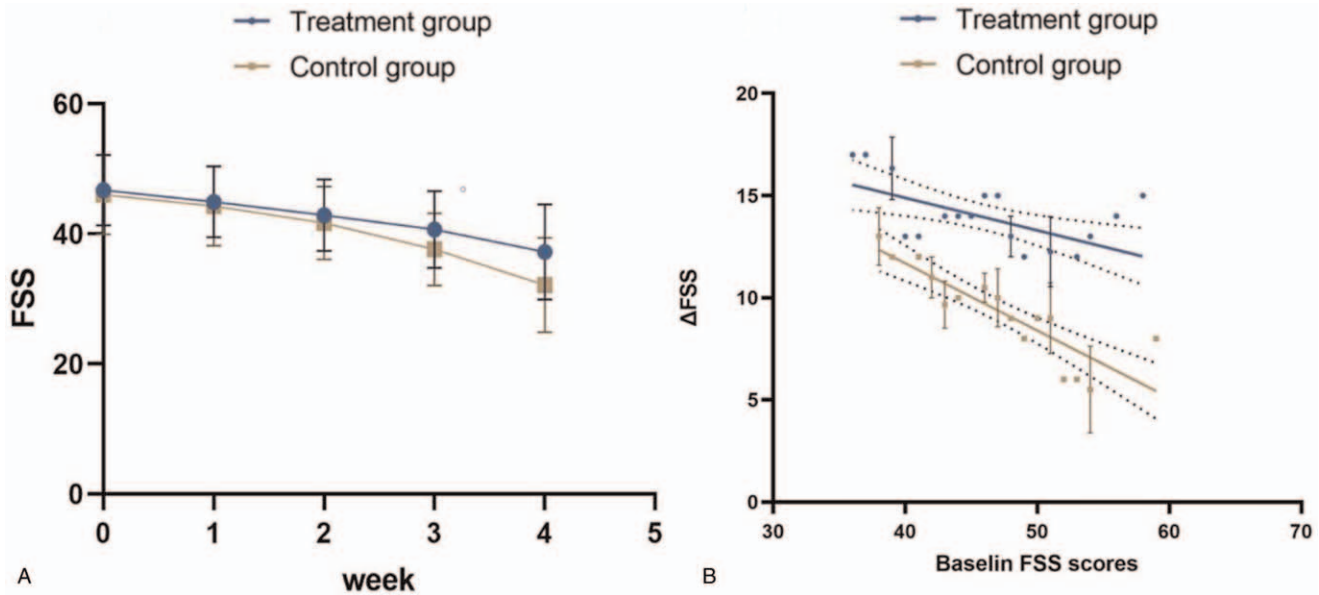 Treatment group
Control group
60
40
20
0
FSS
0 1 2 3 4 5
week
A
Treatment group
Control group
20
15
10
5
0
ΔFSS
30 40 50 60 70
Baselin FSS scores
B